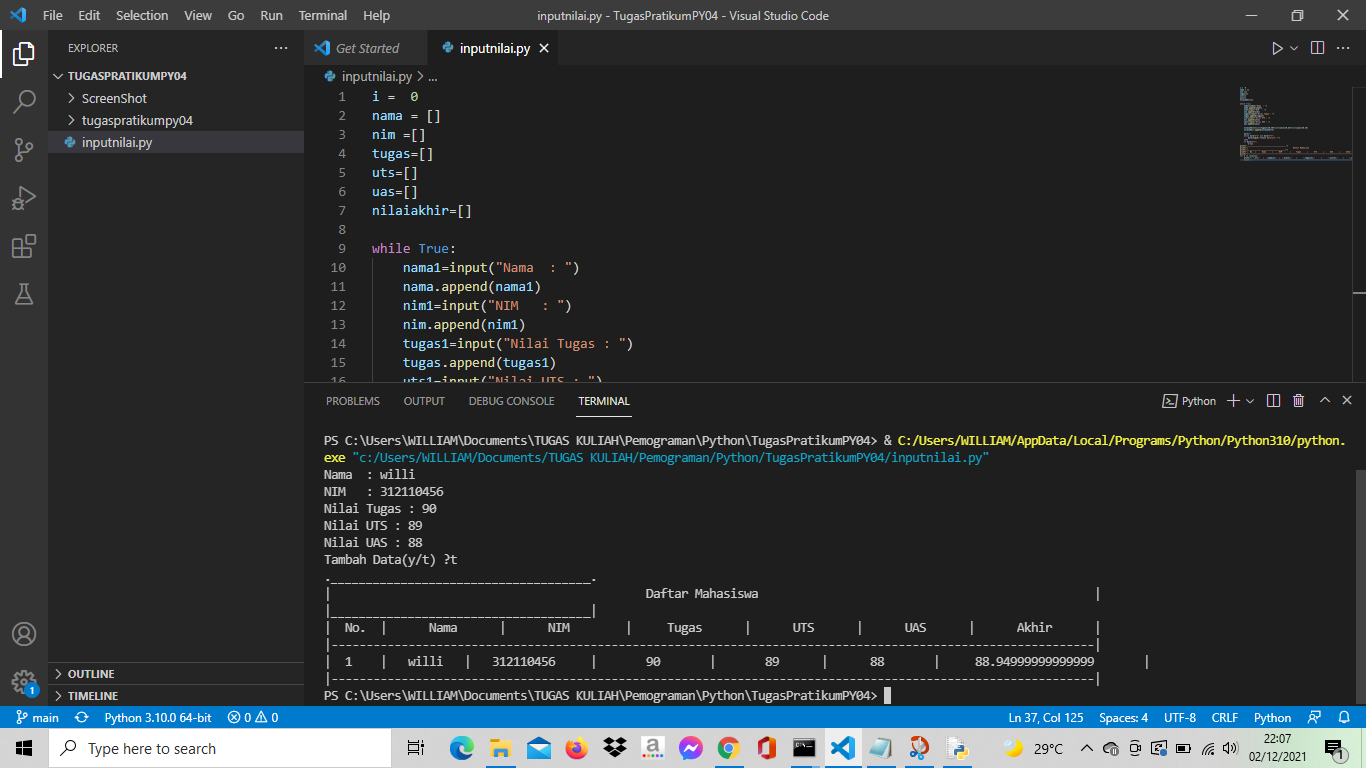 File Edit Selection View Go Run Terminal Help inputnilai.py - TugasPratikumPY04 - Visual Studio Code
EXPLORER
TUGASPRATIKUMPY04
ScreenShot
tugaspratikumpy04
inputnilai.py
OUTLINE
TIMELINE
Get Started inputnilai.py
inputnilai.py > ...
1 i =  0
2 nama = []
3 nim =[]
4 tugas=[]
5 uts=[]
6 uas=[]
7 nilaiakhir=[]
8
9 while True:
10     nama1=input("Nama  : ")
11     nama.append(nama1)
12     nim1=input("NIM   : ")
13     nim.append(nim1)
14     tugas1=input("Nilai Tugas : ")
15     tugas.append(tugas1)
16     uts1=input("Nilai UTS : ")
PROBLEMS OUTPUT DEBUG CONSOLE TERMINAL Python
PS C:\Users\WILLIAM\Documents\TUGAS KULIAH\Pemograman\Python\TugasPratikumPY04> & C:/Users/WILLIAM/AppData/Local/Programs/Python/Python310/python.
exe "c:/Users/WILLIAM/Documents/TUGAS KULIAH/Pemograman/Python/TugasPratikumPY04/inputnilai.py"
Nama  : willi
NIM   : 312110456
Nilai Tugas : 90
Nilai UTS : 89
Nilai UAS : 88
Tambah Data(y/t) ?t
._____________________________________.
| Daftar Mahasiswa |
|_____________________________________|
| No. | Nama | NIM | Tugas | UTS | UAS | Akhir |
|-------------------------------------------------------------------------------------------------------------|
| 1 | willi | 312110456 | 90 | 89 | 88 | 88.94999999999999 |
|-------------------------------------------------------------------------------------------------------------|
PS C:\Users\WILLIAM\Documents\TUGAS KULIAH\Pemograman\Python\TugasPratikumPY04>
1
main Python 3.10.0 64-bit 0 0 Ln 37, Col 125 Spaces: 4 UTF-8 CRLF Python
Type here to search
29°C
22:07
02/12/2021
1